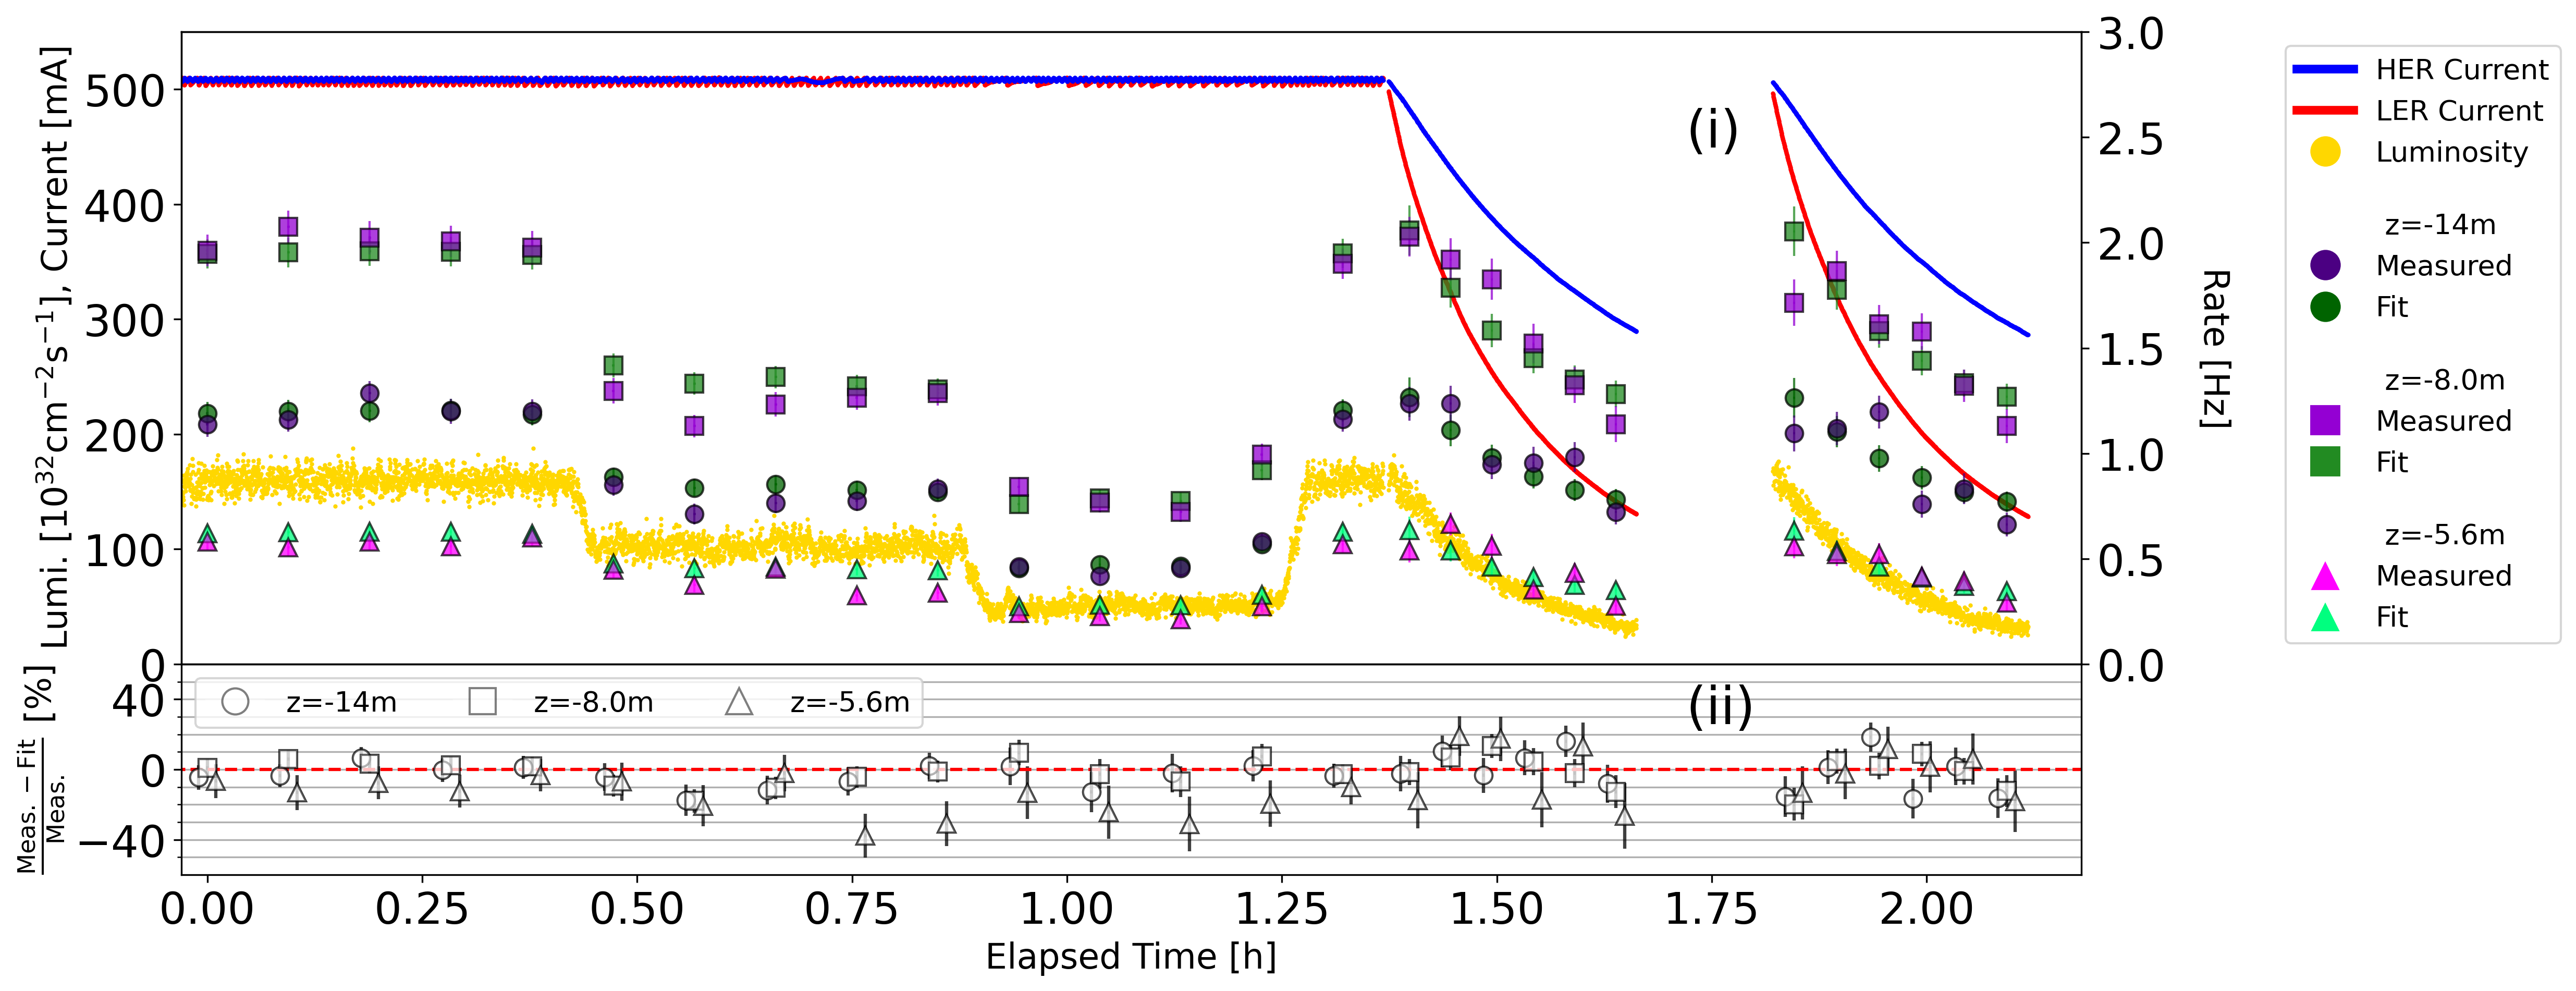 Lumi. [10³²cm⁻²s⁻¹], Current [mA]
500
400
300
200
100
0
(i)
3.0
2.5
2.0
1.5
1.0
0.5
0.0
Rate [Hz]
HER Current
LER Current
Luminosity
z=-14m
Measured
Fit
z=-8.0m
Measured
Fit
z=-5.6m
Measured
Fit
Meas. − Fit / Meas. [%]
40
0
−40
z=-14m z=-8.0m z=-5.6m
(ii)
0.00 0.25 0.50 0.75 1.00 1.25 1.50 1.75 2.00
Elapsed Time [h]